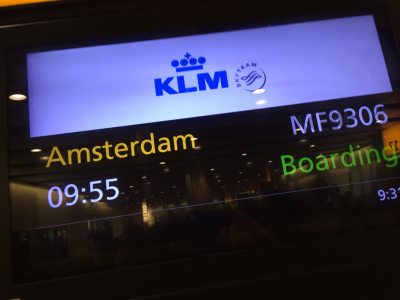 KLM SKYTEAM
Amsterdam MF9306
09:55 Boarding